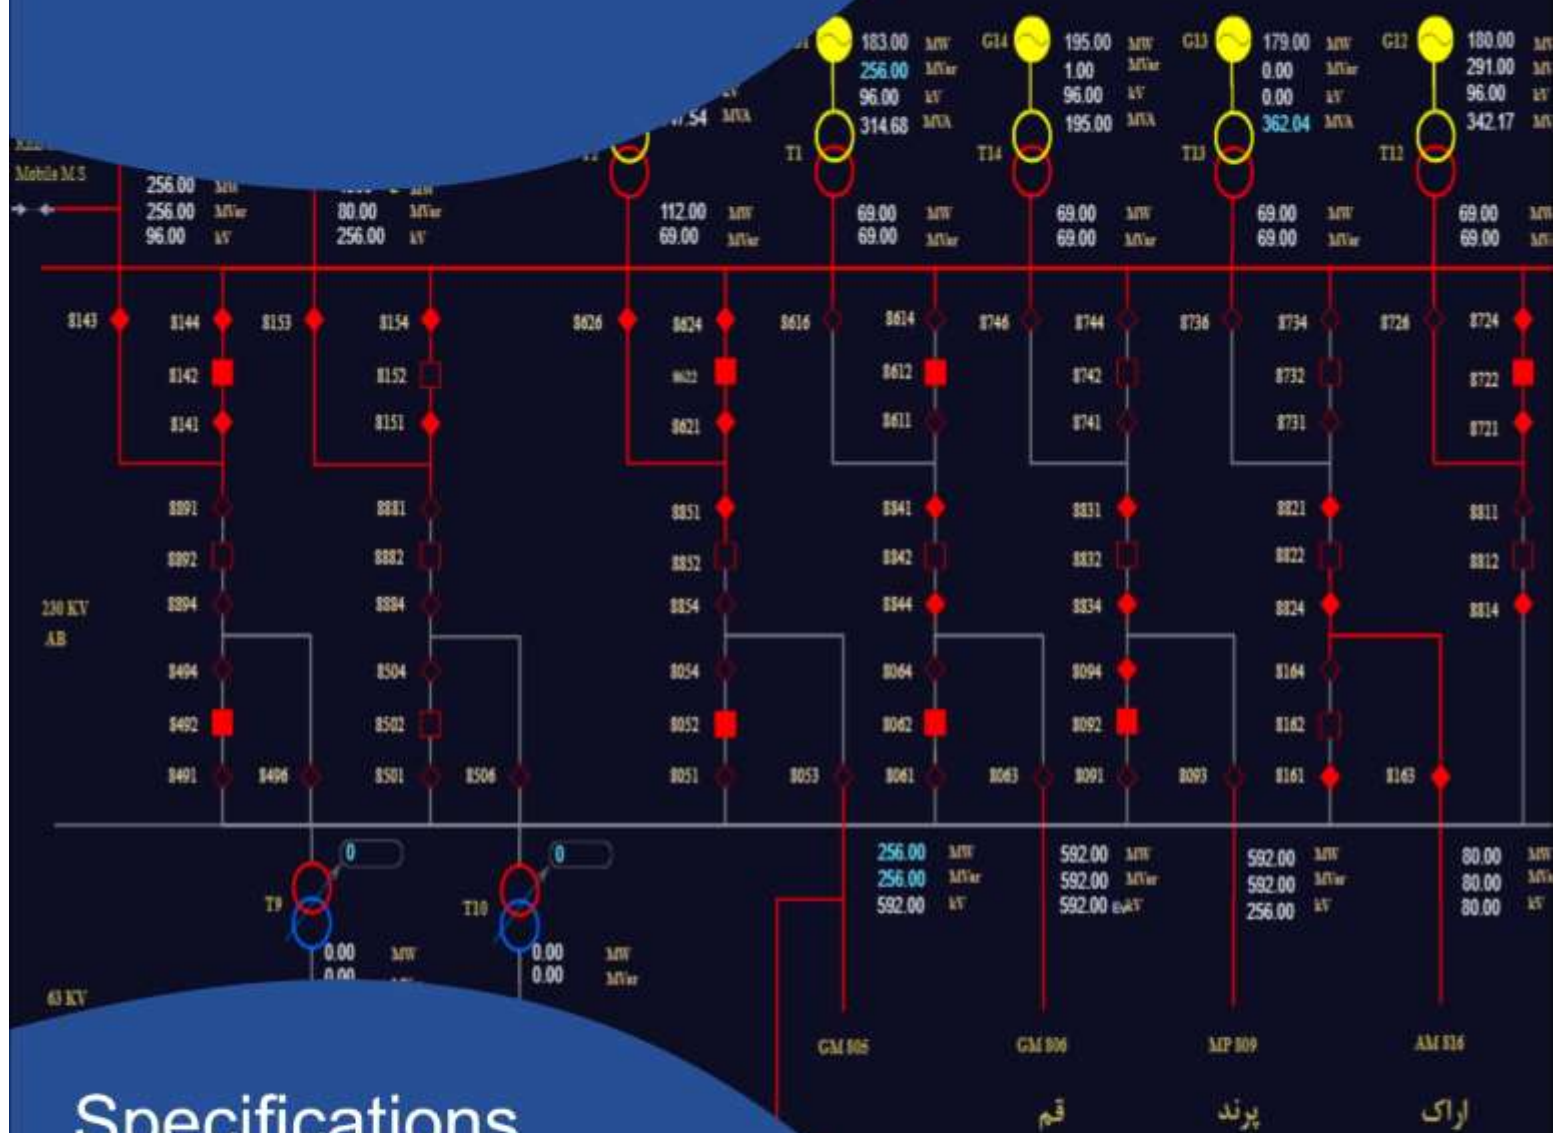 183.00 MW G14 195.00 MW G13 179.00 MW G12 180.00
256.00 MVar 1.00 MVar 0.00 MVar 291.00
96.00 kV 96.00 kV 0.00 kV 96.00
MVA 314.68 MVA 195.00 MVA 362.04 MVA 342.17
T1 T14 T13 T12
Mobile M.S
256.00 MW MW
256.00 MVar 80.00 MVar 112.00 MW 69.00 MW 69.00 MW 69.00 MW 69.00
96.00 kV 256.00 kV 69.00 MVar 69.00 MVar 69.00 MVar 69.00 MVar 69.00
8143 8144 8153 8154 8626 8624 8616 8614 8746 8744 8736 8734 8726 8724
8142 8152 8622 8612 8742 8732 8722
8141 8151 8621 8611 8741 8731 8721
8891 8881 8851 8841 8831 8821 8811
8892 8882 8852 8842 8832 8822 8812
230 KV 8894 8884 8854 8844 8834 8824 8814
AB
8494 8504 8054 8064 8094 8164
8492 8502 8052 8062 8092 8162
8491 8496 8501 8506 8051 8053 8061 8063 8091 8093 8161 8163
0 0 256.00 MW 592.00 MW 592.00 MW 80.00
256.00 MVar 592.00 MVar 592.00 MVar 80.00
T9 T10 592.00 kV 592.00 kV 256.00 kV 80.00 kV
0.00 MW 0.00 MW
0.00 0.00 MVar
63 KV
GM 805 GM 806 MP 809 AM 816
قم پرند اراک
Specifications